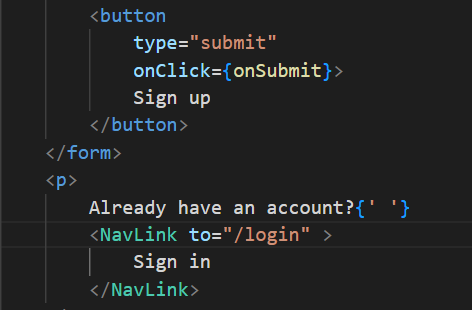 <button
type="submit"
onClick={onSubmit}>
Sign up
</button>
</form>
<p>
Already have an account?{' '}
<NavLink to="/login" >
Sign in
</NavLink>